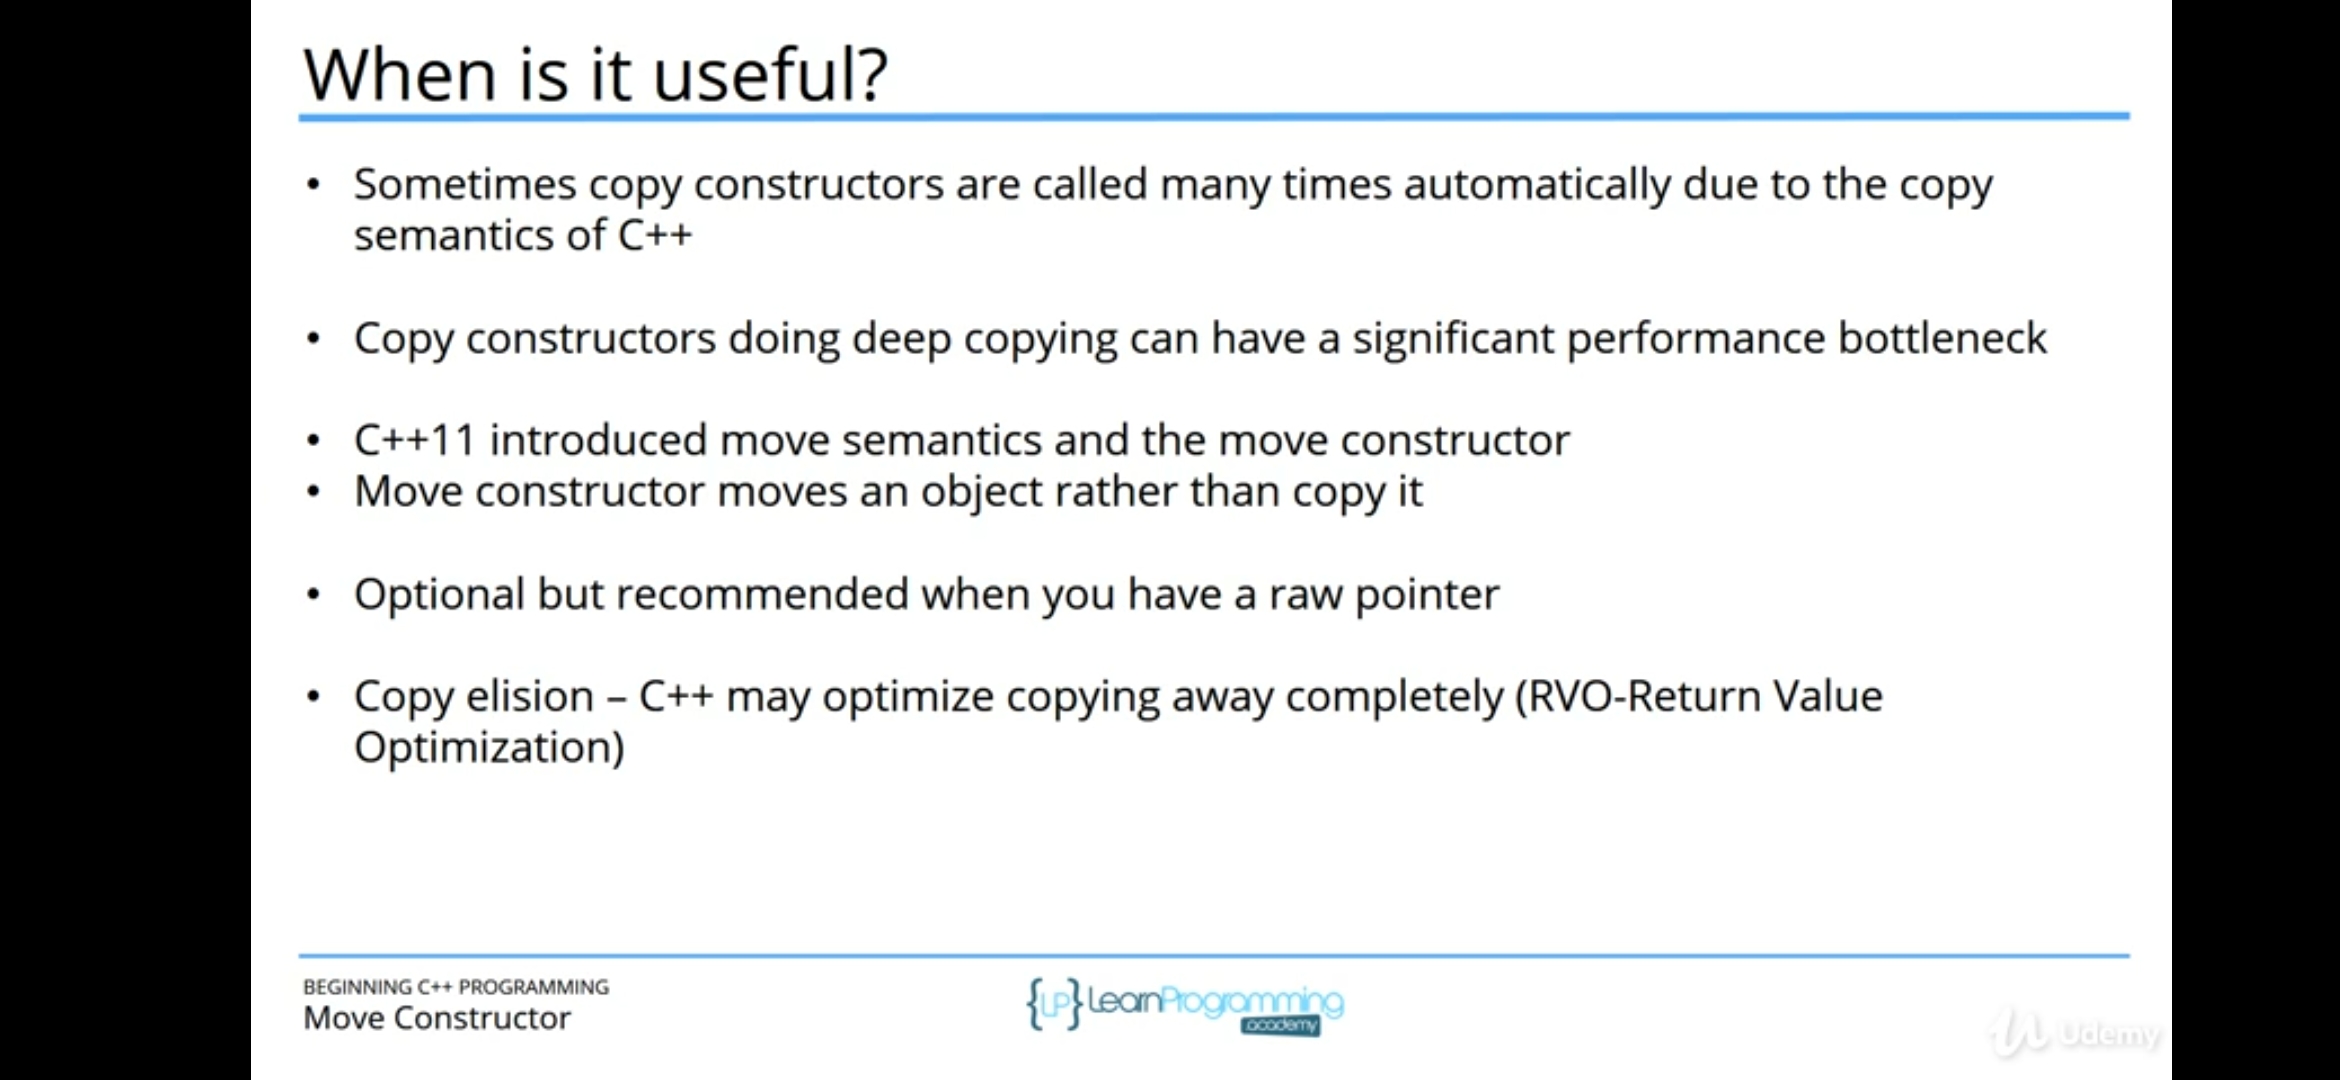 When is it useful?
• Sometimes copy constructors are called many times automatically due to the copy
semantics of C++
• Copy constructors doing deep copying can have a significant performance bottleneck
• C++11 introduced move semantics and the move constructor
• Move constructor moves an object rather than copy it
• Optional but recommended when you have a raw pointer
• Copy elision – C++ may optimize copying away completely (RVO-Return Value
Optimization)
BEGINNING C++ PROGRAMMING
Move Constructor
{LP} LearnProgramming
academy
Udemy